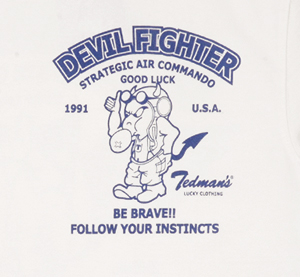 DEVIL FIGHTER
STRATEGIC AIR COMMANDO
GOOD LUCK
1991 U.S.A.
Tedman's
LUCKY CLOTHING
BE BRAVE!!
FOLLOW YOUR INSTINCTS